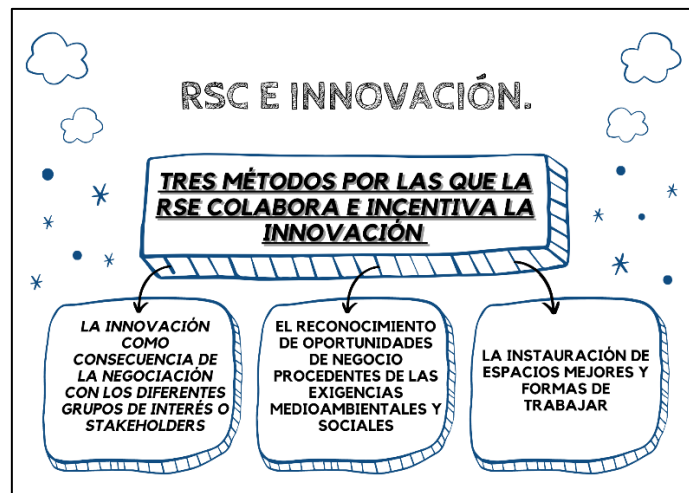 RSC E INNOVACIÓN.
TRES MÉTODOS POR LAS QUE LA
RSE COLABORA E INCENTIVA LA
INNOVACIÓN
LA INNOVACIÓN
COMO
CONSECUENCIA DE
LA NEGOCIACIÓN
CON LOS DIFERENTES
GRUPOS DE INTERÉS O
STAKEHOLDERS
EL RECONOCIMIENTO
DE OPORTUNIDADES
DE NEGOCIO
PROCEDENTES DE LAS
EXIGENCIAS
MEDIOAMBIENTALES Y
SOCIALES
LA INSTAURACIÓN DE
ESPACIOS MEJORES Y
FORMAS DE
TRABAJAR